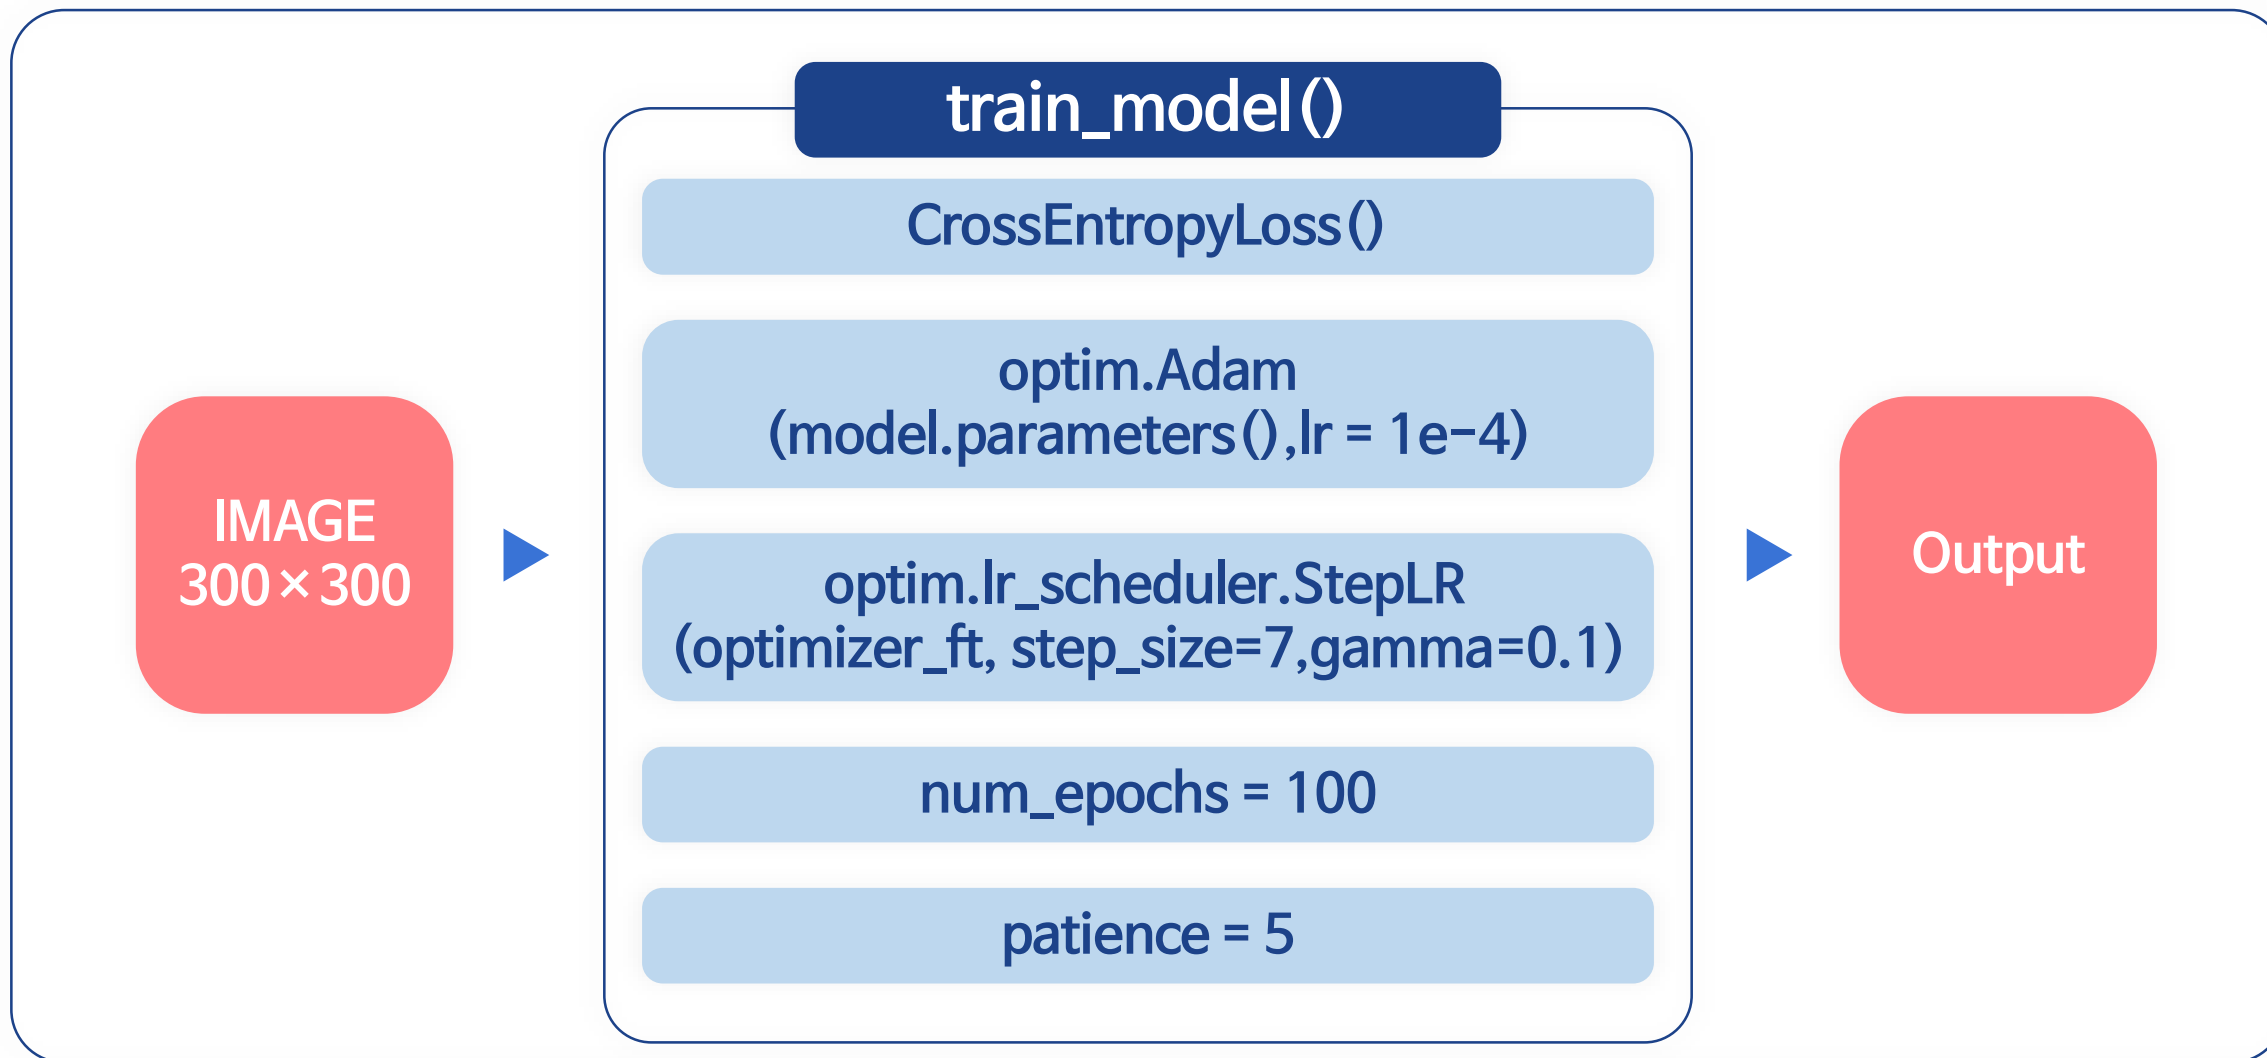 train_model()
CrossEntropyLoss()
optim.Adam
(model.parameters(),lr = 1e-4)
optim.lr_scheduler.StepLR
(optimizer_ft, step_size=7,gamma=0.1)
num_epochs = 100
patience = 5
IMAGE
300×300
Output